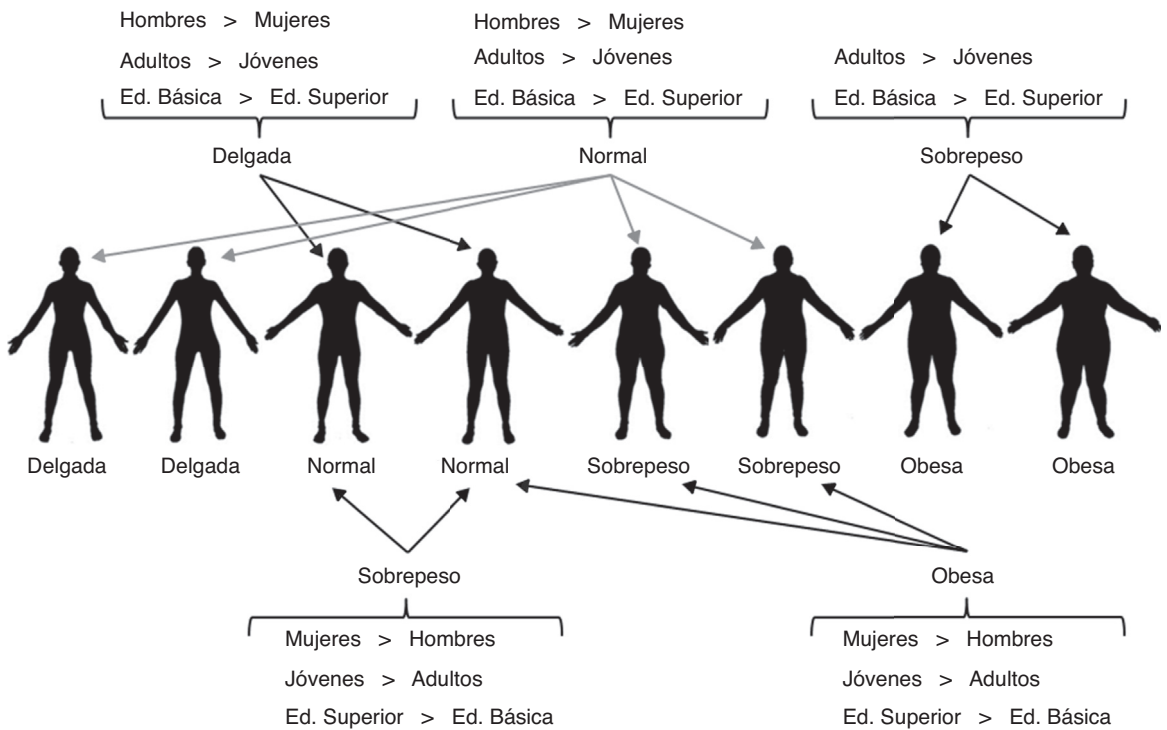 Hombres > Mujeres
Adultos > Jóvenes
Ed. Básica > Ed. Superior
Delgada
Hombres > Mujeres
Adultos > Jóvenes
Ed. Básica > Ed. Superior
Normal
Adultos > Jóvenes
Ed. Básica > Ed. Superior
Sobrepeso
Delgada Delgada Normal Normal Sobrepeso Sobrepeso Obesa Obesa
Sobrepeso
Mujeres > Hombres
Jóvenes > Adultos
Ed. Superior > Ed. Básica
Obesa
Mujeres > Hombres
Jóvenes > Adultos
Ed. Superior > Ed. Básica